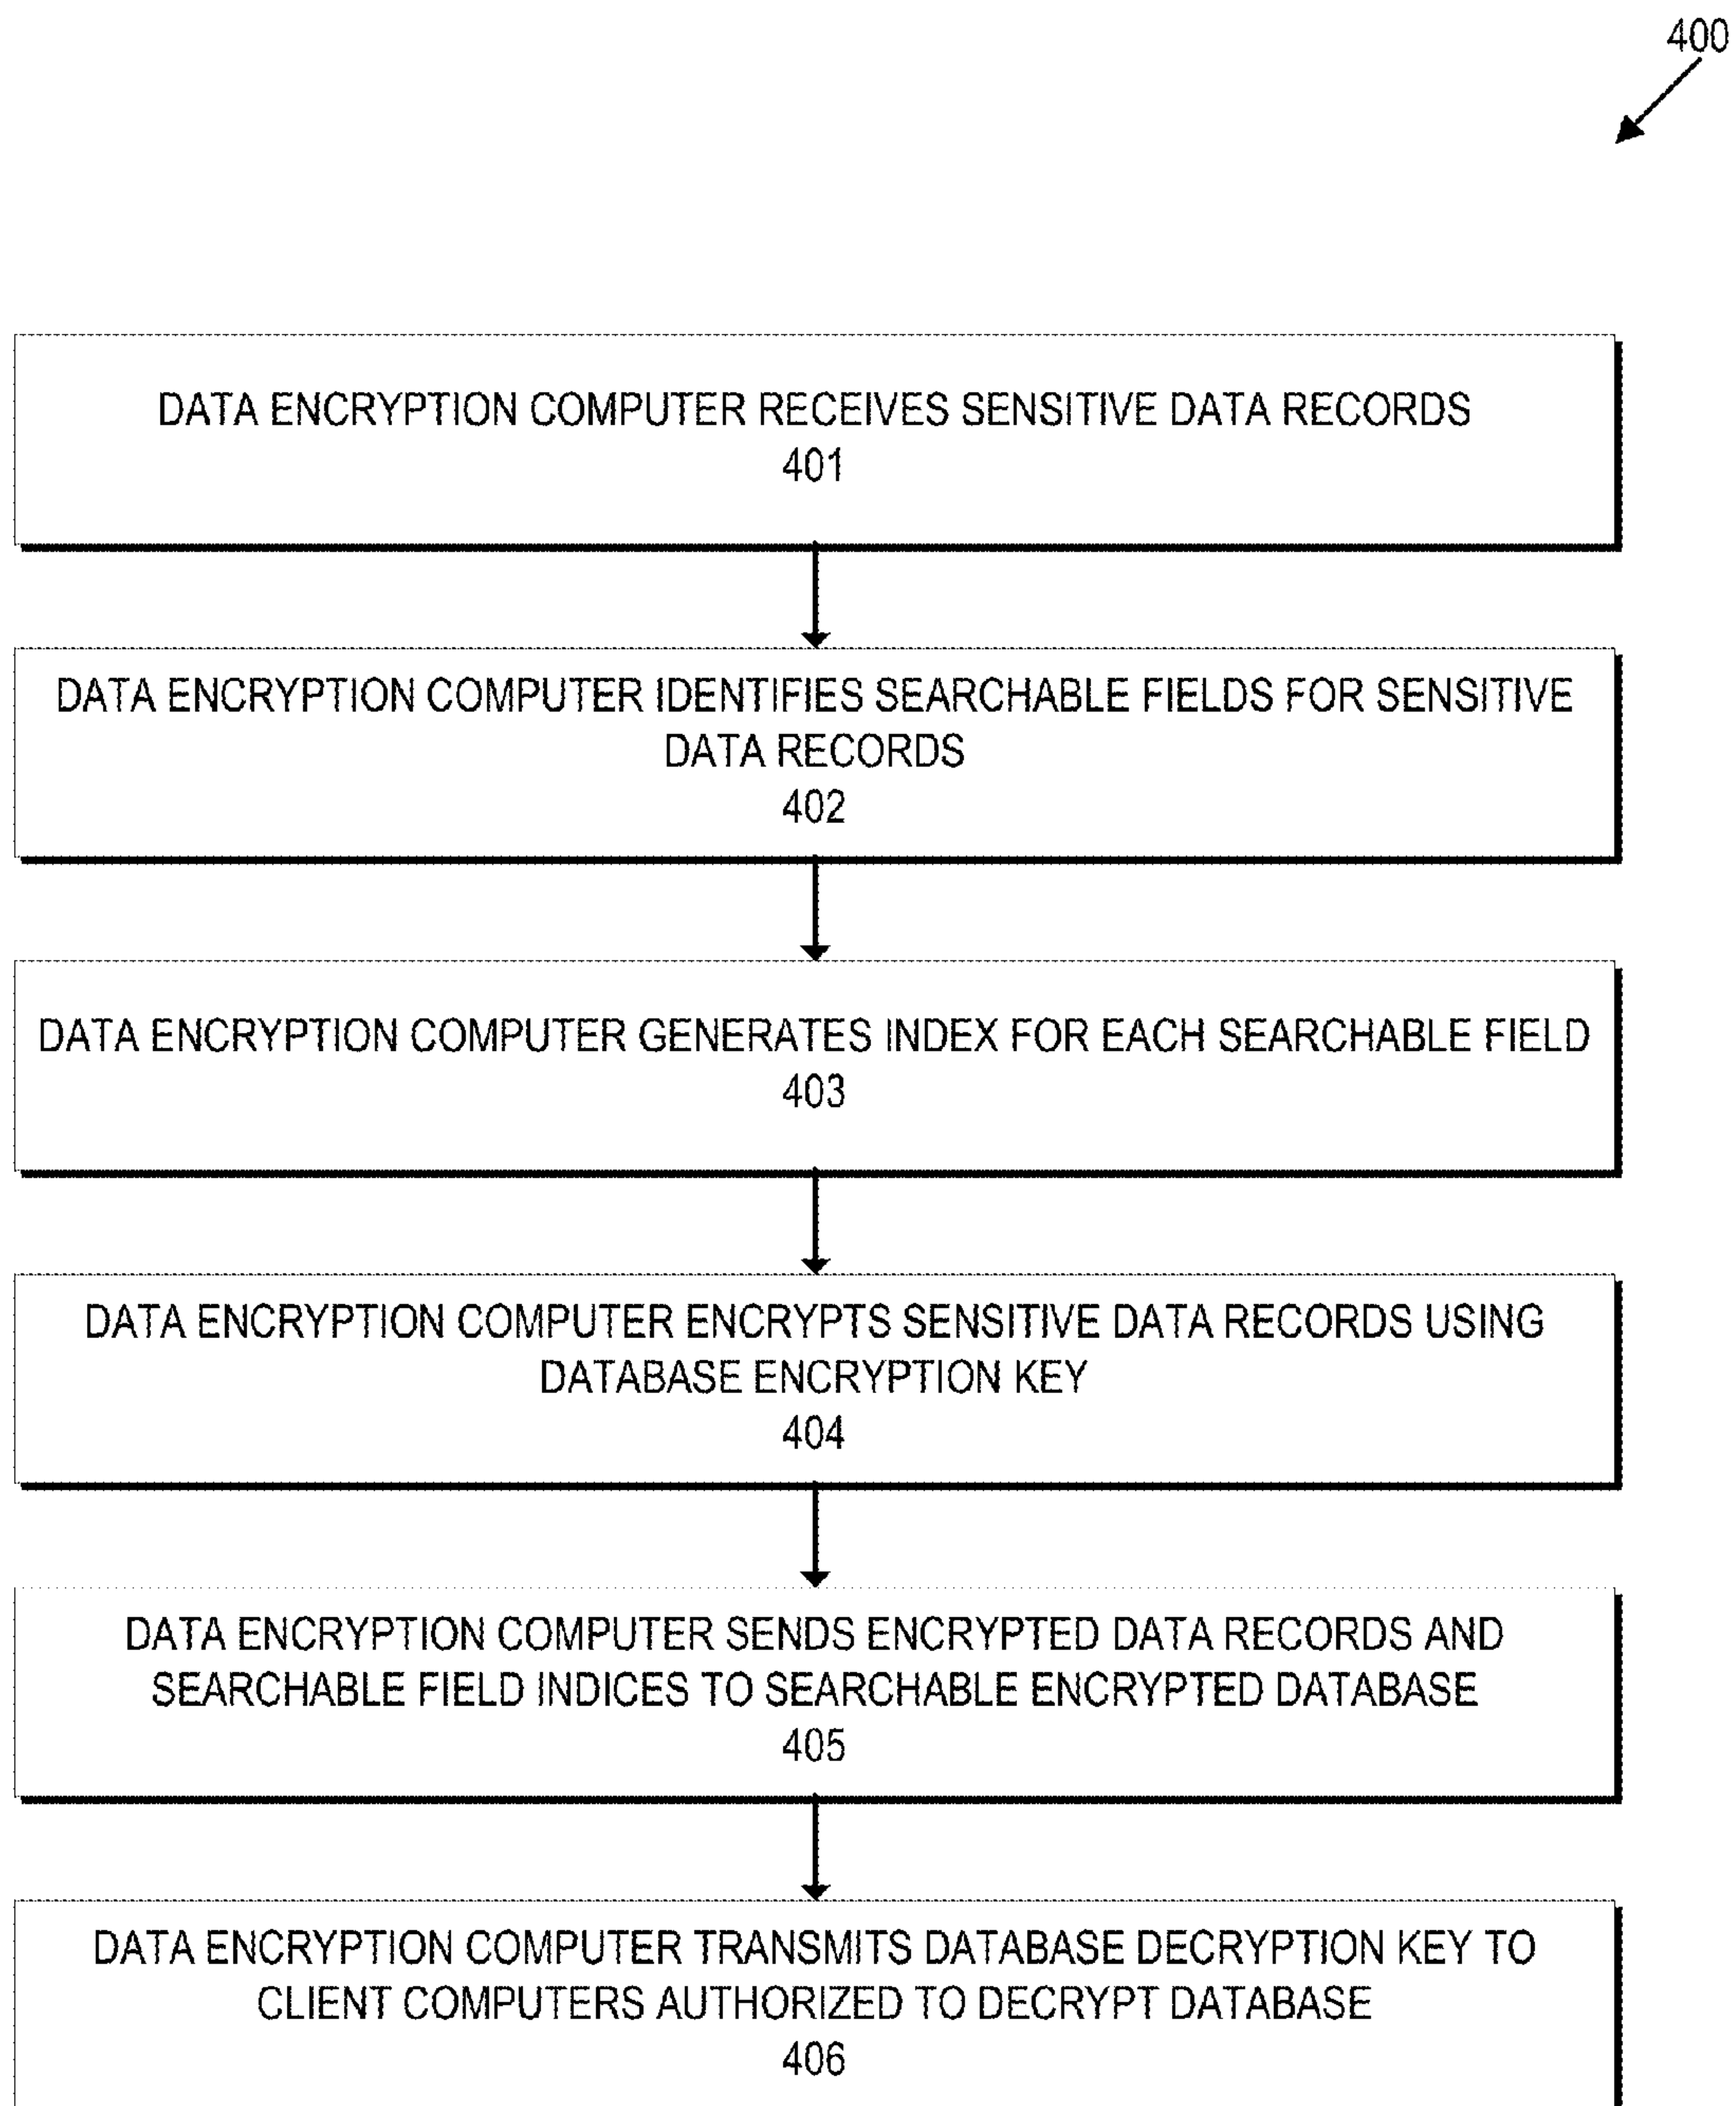 400
DATA ENCRYPTION COMPUTER RECEIVES SENSITIVE DATA RECORDS
401
DATA ENCRYPTION COMPUTER IDENTIFIES SEARCHABLE FIELDS FOR SENSITIVE
DATA RECORDS
402
DATA ENCRYPTION COMPUTER GENERATES INDEX FOR EACH SEARCHABLE FIELD
403
DATA ENCRYPTION COMPUTER ENCRYPTS SENSITIVE DATA RECORDS USING
DATABASE ENCRYPTION KEY
404
DATA ENCRYPTION COMPUTER SENDS ENCRYPTED DATA RECORDS AND
SEARCHABLE FIELD INDICES TO SEARCHABLE ENCRYPTED DATABASE
405
DATA ENCRYPTION COMPUTER TRANSMITS DATABASE DECRYPTION KEY TO
CLIENT COMPUTERS AUTHORIZED TO DECRYPT DATABASE
406